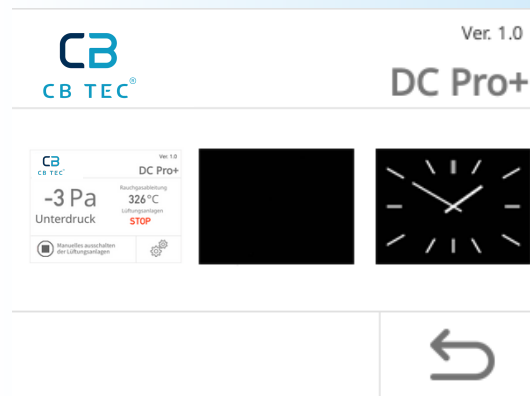 CB
CB TEC®
Ver. 1.0
DC Pro+
CB
CB TEC®
Ver. 1.0
DC Pro+
-3 Pa
Unterdruck
Rauchgasableitung
326°C
Lüftungsanlagen
STOP
Manuelles ausschalten
der Lüftungsanlagen